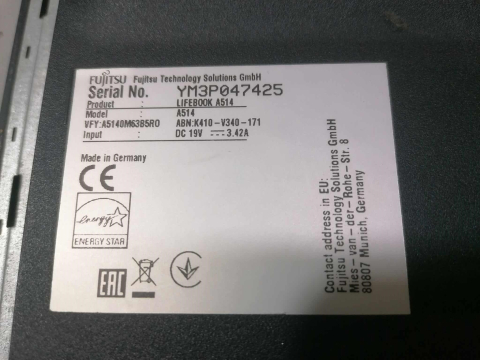 FUJITSU Fujitsu Technology Solutions GmbH
Serial No. YM3P047425
Product : LIFEBOOK A514
Model : A514
VFY:A5140M6385RO ABN:K410-V340-171
Input : DC 19V ⎓ 3.42A
Made in Germany
CE
energy
ENERGY STAR
EAC
Contact address in EU:
Fujitsu Technology Solutions GmbH
Mies-van-der-Rohe-Str. 8
80807 Munich, Germany